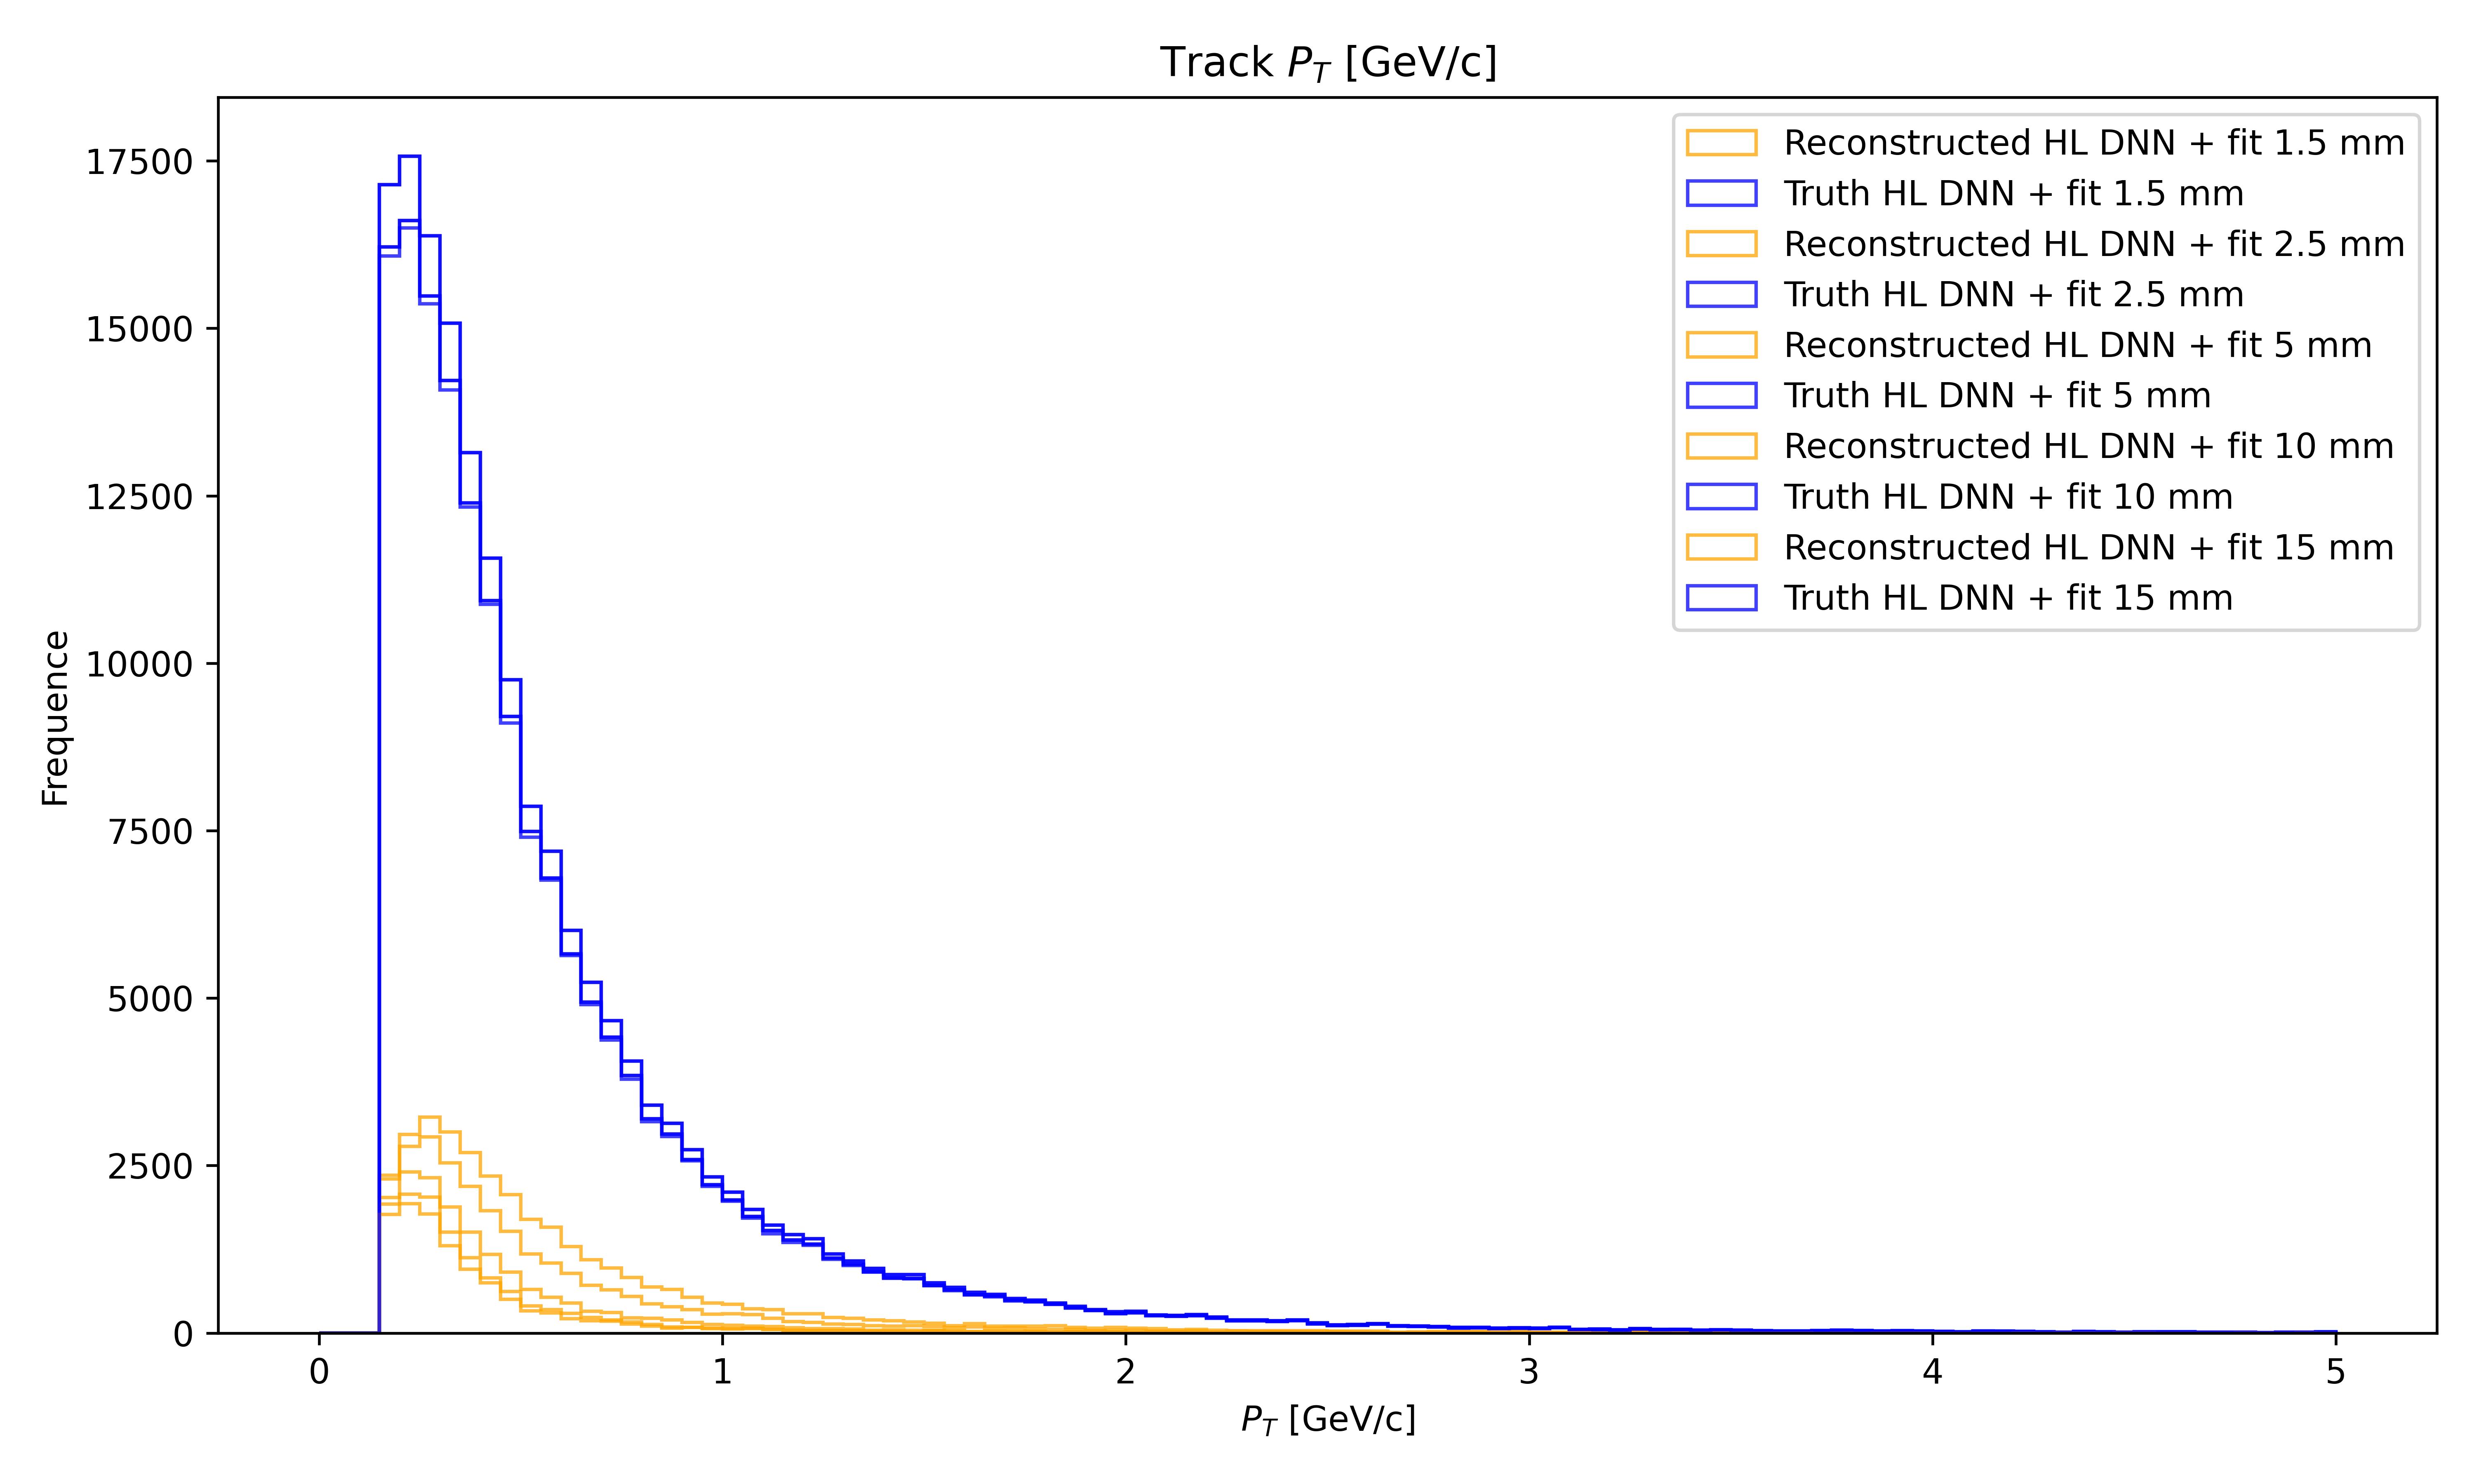 Track P_T [GeV/c]
17500
15000
12500
10000
7500
5000
2500
0
Frequence
Reconstructed HL DNN + fit 1.5 mm
Truth HL DNN + fit 1.5 mm
Reconstructed HL DNN + fit 2.5 mm
Truth HL DNN + fit 2.5 mm
Reconstructed HL DNN + fit 5 mm
Truth HL DNN + fit 5 mm
Reconstructed HL DNN + fit 10 mm
Truth HL DNN + fit 10 mm
Reconstructed HL DNN + fit 15 mm
Truth HL DNN + fit 15 mm
0 1 2 3 4 5
P_T [GeV/c]